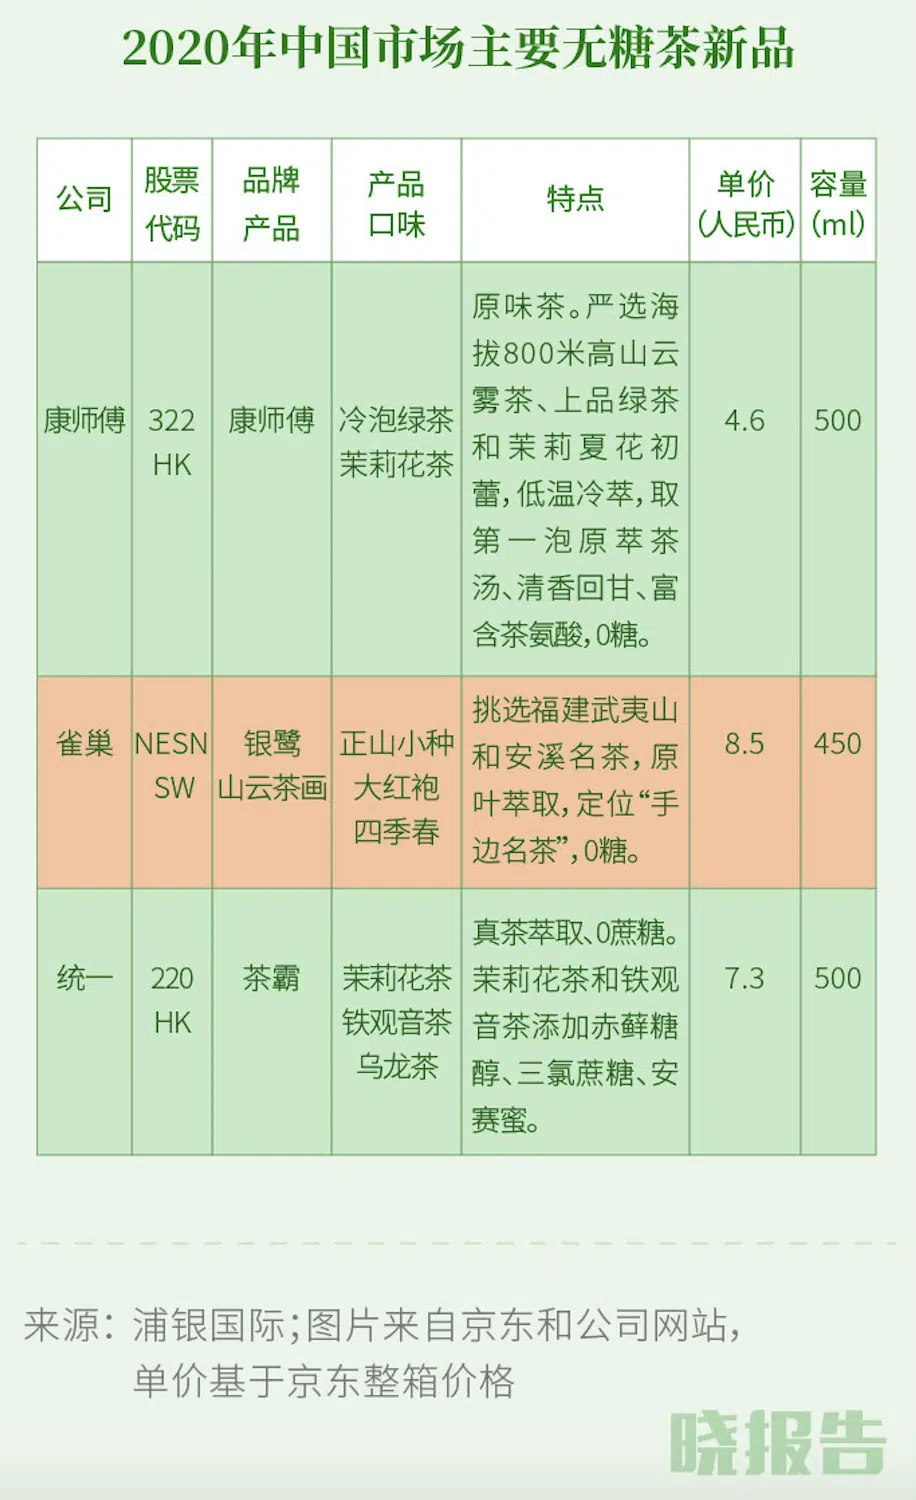 2020年中国市场主要无糖茶新品
公司
股票
代码
品牌
产品
产品
口味
特点
单价
(人民币)
容量
(ml)
康师傅
322
HK
康师傅
冷泡绿茶
茉莉花茶
原味茶。严选海
拔800米高山云
雾茶、上品绿茶
和茉莉夏花初
蕾，低温冷萃，取
第一泡原萃茶
汤、清香回甘、富
含茶氨酸，0糖。
4.6
500
雀巢
NESN
SW
银鹭
山云茶画
正山小种
大红袍
四季春
挑选福建武夷山
和安溪名茶，原
叶萃取，定位“手
边名茶”，0糖。
8.5
450
统一
220
HK
茶霸
茉莉花茶
铁观音茶
乌龙茶
真茶萃取、0蔗糖。
茉莉花茶和铁观
音茶添加赤藓糖
醇、三氯蔗糖、安
赛蜜。
7.3
500
来源：浦银国际；图片来自京东和公司网站，
单价基于京东整箱价格
晓报告